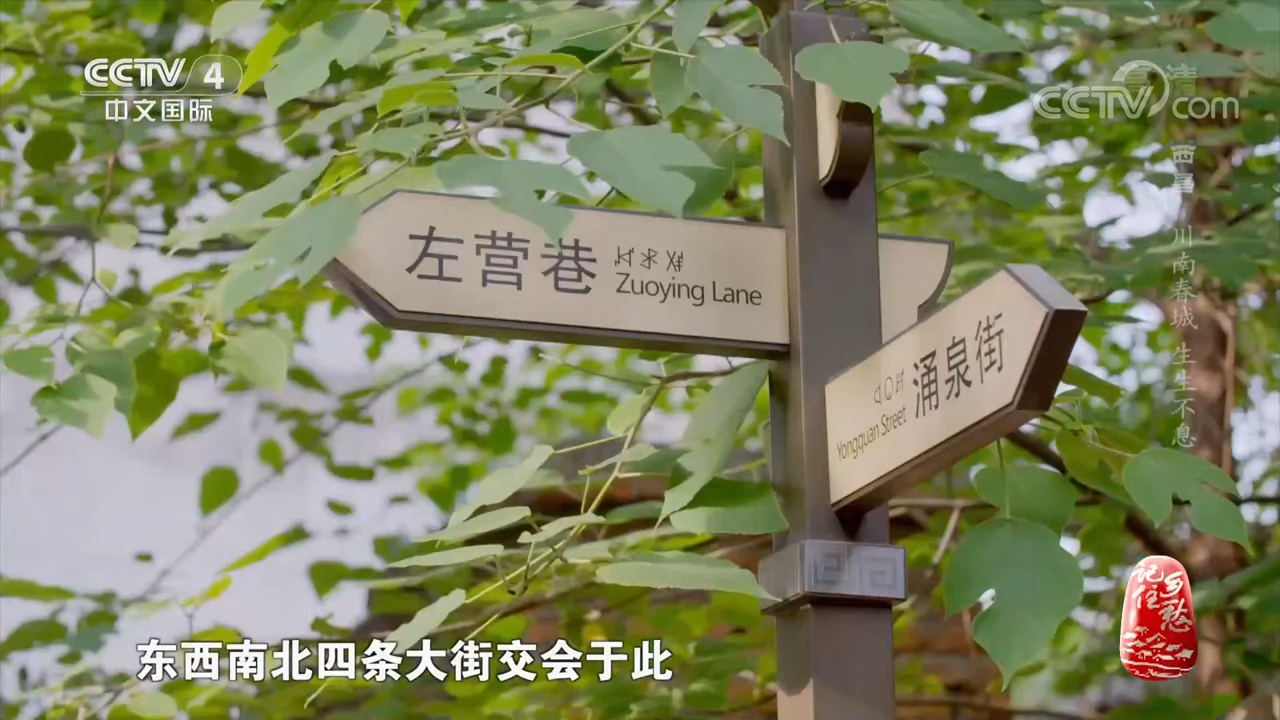 CCTV 4
中文国际
高清
CCTV.com
西昌 川南春城 生生不息
左营巷
Zuoying Lane
涌泉街
Yongquan Street
东西南北四条大街交会于此
记住乡愁